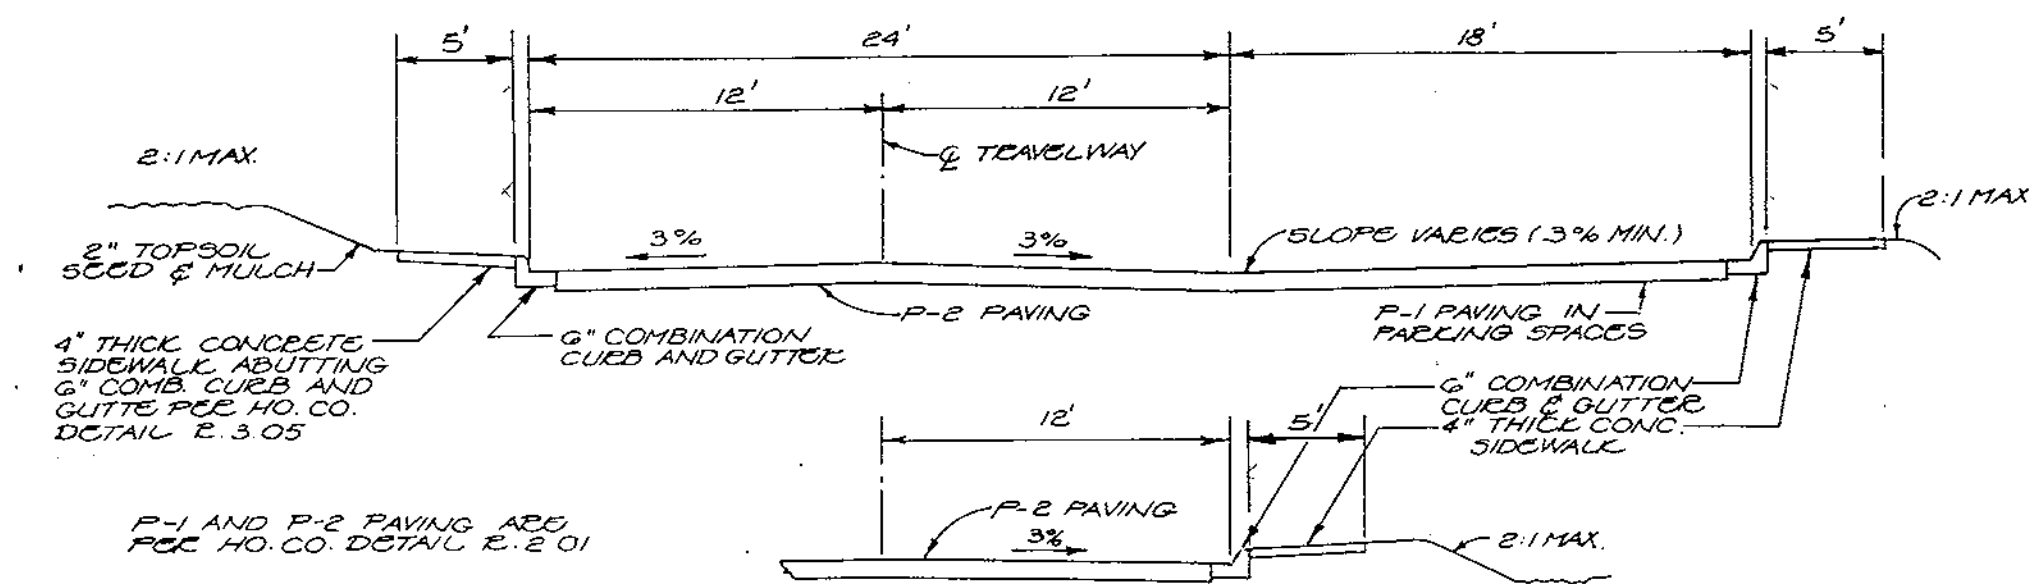 5'
24'
18'
5'
12'
12'
2:1 MAX.
℄ TRAVELWAY
2:1 MAX
2" TOPSOIL
SEED & MULCH
3%
3%
SLOPE VARIES (3% MIN.)
P-2 PAVING
P-1 PAVING IN
PARKING SPACES
4" THICK CONCRETE
SIDEWALK ABUTTING
6" COMB. CURB AND
GUTTE PER HO. CO.
DETAIL R. 3.05
6" COMBINATION
CURB AND GUTTER
6" COMBINATION
CURB & GUTTER
4" THICK CONC.
SIDEWALK
12'
5'
P-1 AND P-2 PAVING ARE
PER HO. CO. DETAIL R. 2 01
P-2 PAVING
3%
2:1 MAX.